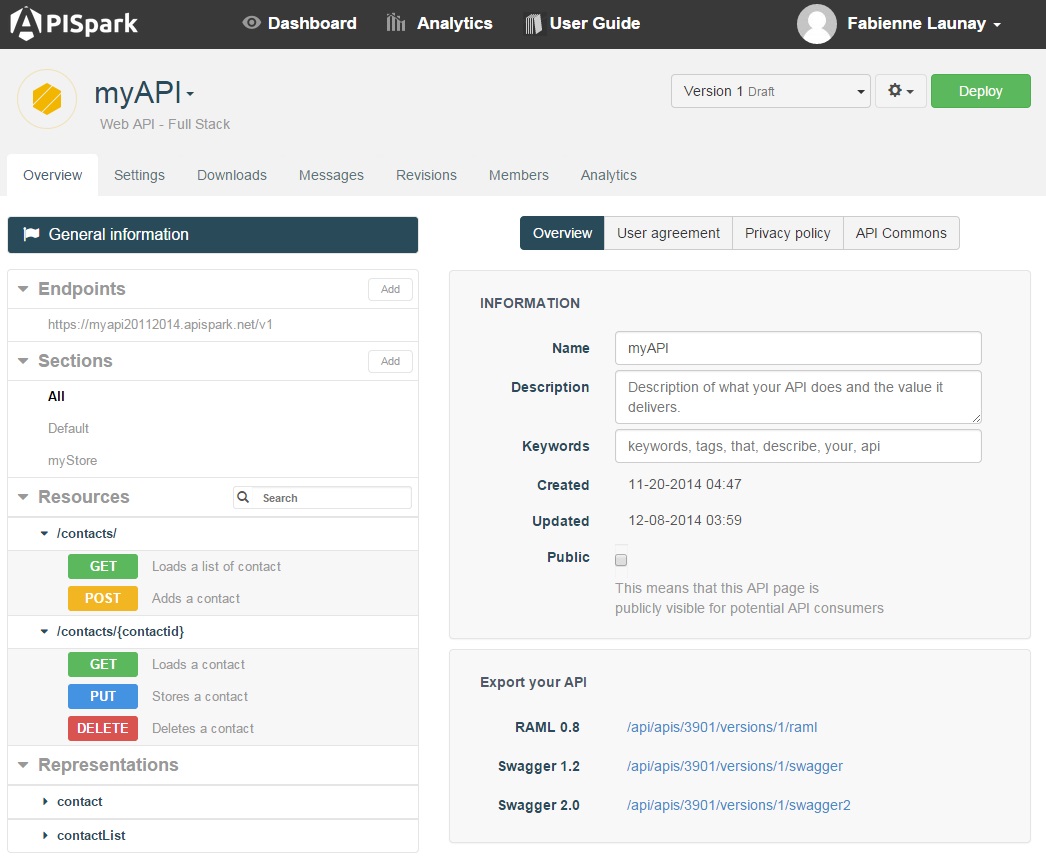 APISpark
Dashboard
Analytics
User Guide
Fabienne Launay
myAPI
Web API - Full Stack
Version 1 Draft
Deploy
Overview
Settings
Downloads
Messages
Revisions
Members
Analytics
General information
Endpoints
Add
https://myapi20112014.apispark.net/v1
Sections
Add
All
Default
myStore
Resources
Search
/contacts/
GET Loads a list of contact
POST Adds a contact
/contacts/{contactid}
GET Loads a contact
PUT Stores a contact
DELETE Deletes a contact
Representations
contact
contactList
Overview
User agreement
Privacy policy
API Commons
INFORMATION
Name myAPI
Description Description of what your API does and the value it
delivers.
Keywords keywords, tags, that, describe, your, api
Created 11-20-2014 04:47
Updated 12-08-2014 03:59
Public
This means that this API page is
publicly visible for potential API consumers
Export your API
RAML 0.8 /api/apis/3901/versions/1/raml
Swagger 1.2 /api/apis/3901/versions/1/swagger
Swagger 2.0 /api/apis/3901/versions/1/swagger2